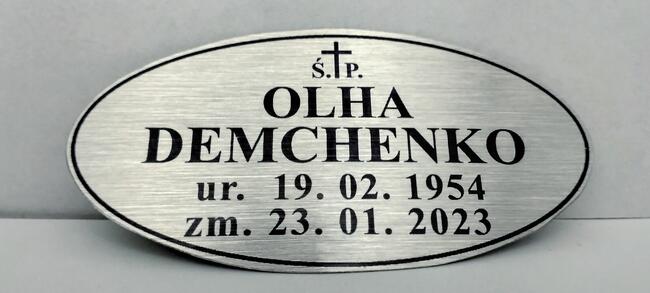 Ś.†P.
OLHA
DEMCHENKO
ur. 19. 02. 1954
zm. 23. 01. 2023